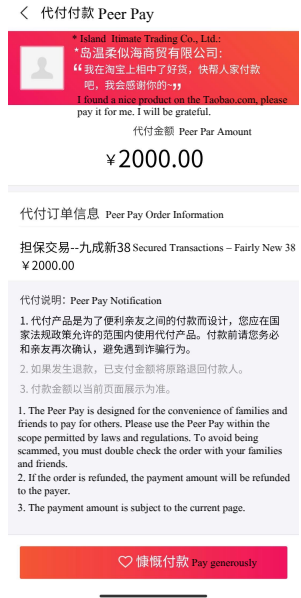 代付付款 Peer Pay
* Island Itimate Trading Co., Ltd.:
*岛温柔似海商贸有限公司:
“我在淘宝上相中了好货，快帮人家付款
吧，我会感谢你的~”
I found a nice product on the Taobao.com, please
pay it for me. I will be grateful.
代付金额 Peer Par Amount
￥2000.00
代付订单信息 Peer Pay Order Information
担保交易--九成新38 Secured Transactions – Fairly New 38
￥2000.00
代付说明: Peer Pay Notification
1. 代付产品是为了便利亲友之间的付款而设计，您应在国
家法规政策允许的范围内使用代付产品。代付前请您务必
和亲友再次确认，避免遇到诈骗行为。
2. 如果发生退款，已支付金额将原路退回付款人。
3. 付款金额以当前页面展示为准。
1. The Peer Pay is designed for the convenience of families and
friends to pay for others. Please use the Peer Pay within the
scope permitted by laws and regulations. To avoid being
scammed, you must double check the order with your families
and friends.
2. If the order is refunded, the payment amount will be refunded
to the payer.
3. The payment amount is subject to the current page.
♡ 慷慨付款 Pay generously